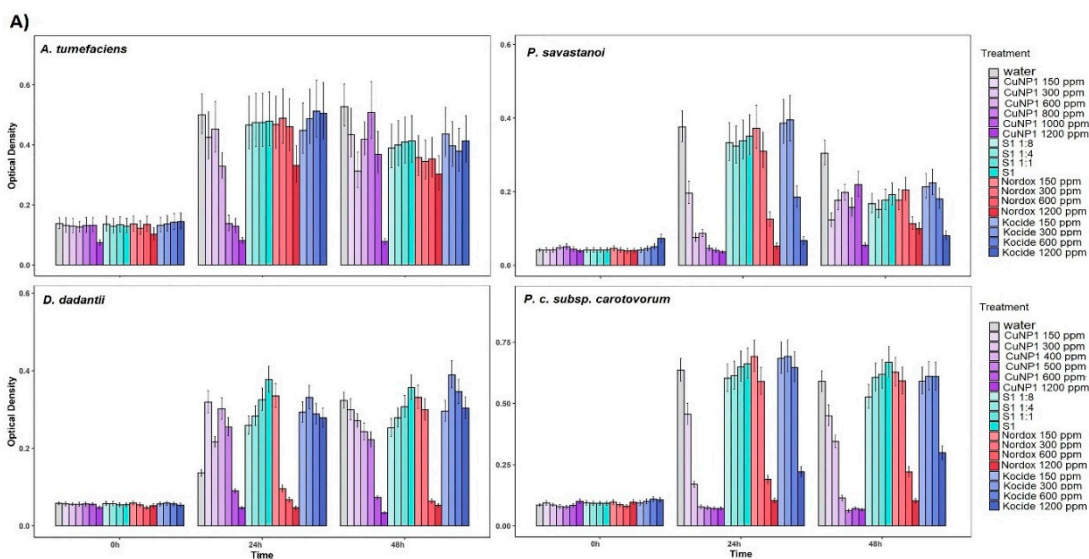 A)
A. tumefaciens
Optical Density
0.6
0.4
0.2
0.0
P. savastanoi
0.6
0.4
0.2
0.0
Treatment
water
CuNP1 150 ppm
CuNP1 300 ppm
CuNP1 600 ppm
CuNP1 800 ppm
CuNP1 1000 ppm
CuNP1 1200 ppm
S1 1:8
S1 1:4
S1 1:1
S1
Nordox 150 ppm
Nordox 300 ppm
Nordox 600 ppm
Nordox 1200 ppm
Kocide 150 ppm
Kocide 300 ppm
Kocide 600 ppm
Kocide 1200 ppm
D. dadantii
Optical Density
0.6
0.4
0.2
0.0
0h
24h
48h
Time
P. c. subsp. carotovorum
0.75
0.50
0.25
0.0
0h
24h
48h
Time
Treatment
water
CuNP1 150 ppm
CuNP1 300 ppm
CuNP1 400 ppm
CuNP1 500 ppm
CuNP1 600 ppm
CuNP1 1200 ppm
S1 1:8
S1 1:4
S1 1:1
S1
Nordox 150 ppm
Nordox 300 ppm
Nordox 600 ppm
Nordox 1200 ppm
Kocide 150 ppm
Kocide 300 ppm
Kocide 600 ppm
Kocide 1200 ppm